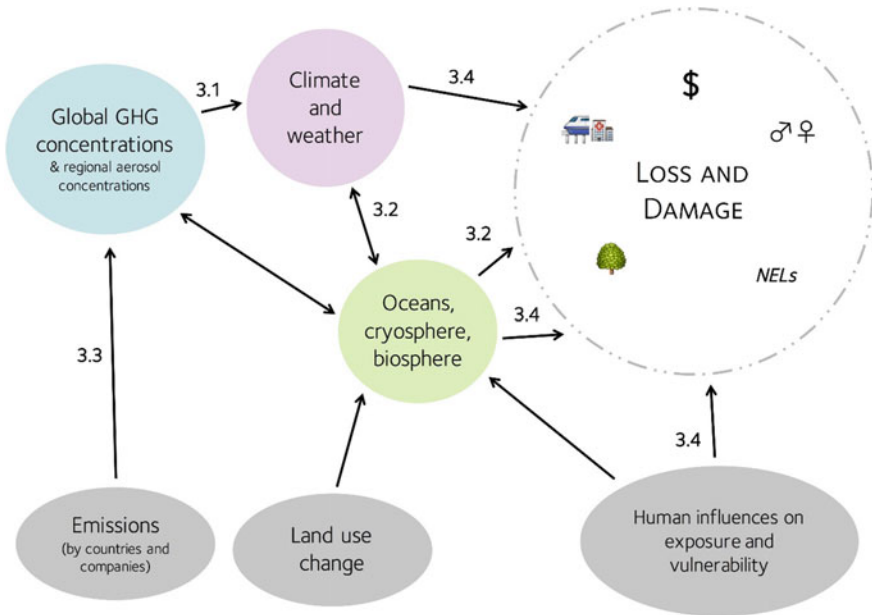 3.1
Global GHG
concentrations
& regional aerosol
concentrations
Climate
and
weather
3.4
$
♂♀
LOSS AND
DAMAGE
NELs
3.2
3.2
Oceans,
cryosphere,
biosphere
3.4
3.3
3.4
Emissions
(by countries and
companies)
Land use
change
Human influences on
exposure and
vulnerability